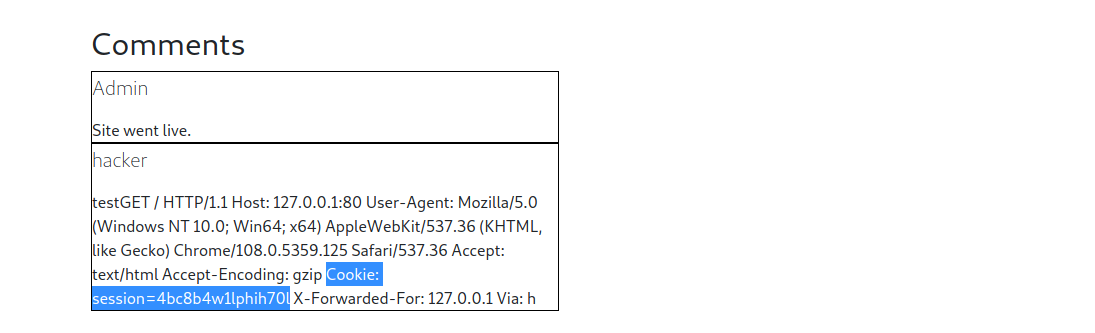 Comments
Admin
Site went live.
hacker
testGET / HTTP/1.1 Host: 127.0.0.1:80 User-Agent: Mozilla/5.0
(Windows NT 10.0; Win64; x64) AppleWebKit/537.36 (KHTML,
like Gecko) Chrome/108.0.5359.125 Safari/537.36 Accept:
text/html Accept-Encoding: gzip Cookie:
session=4bc8b4w1lphih70l X-Forwarded-For: 127.0.0.1 Via: h